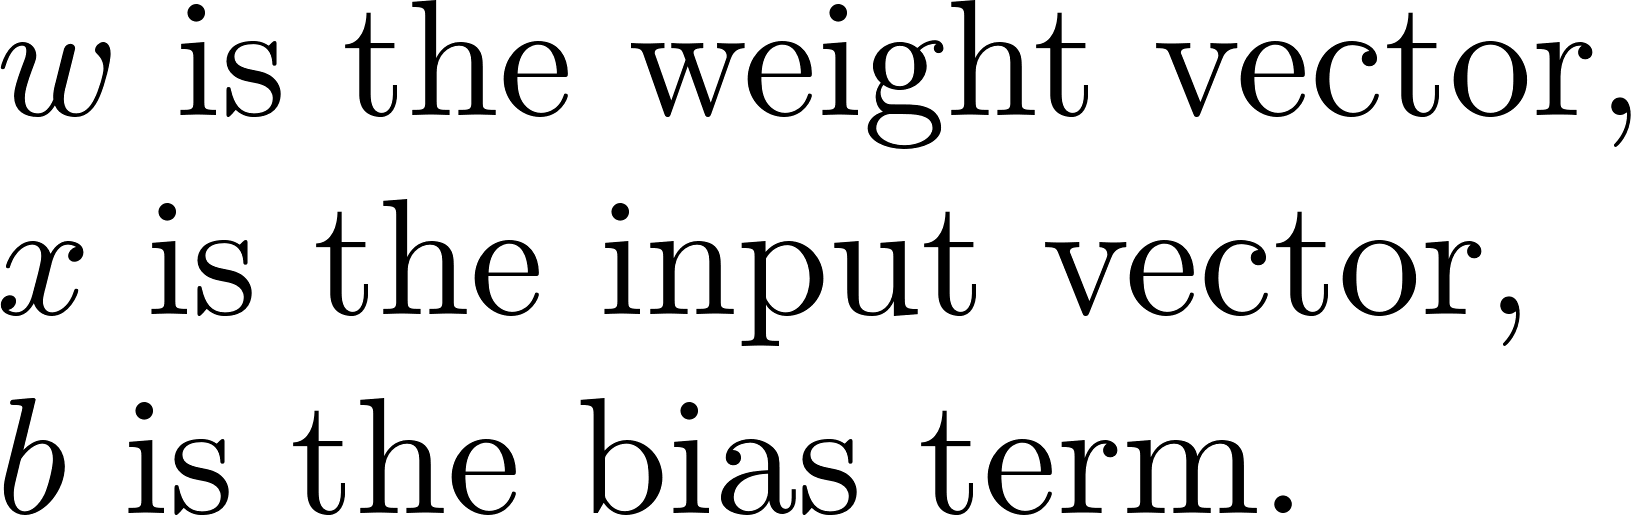 w is the weight vector,
x is the input vector,
b is the bias term.